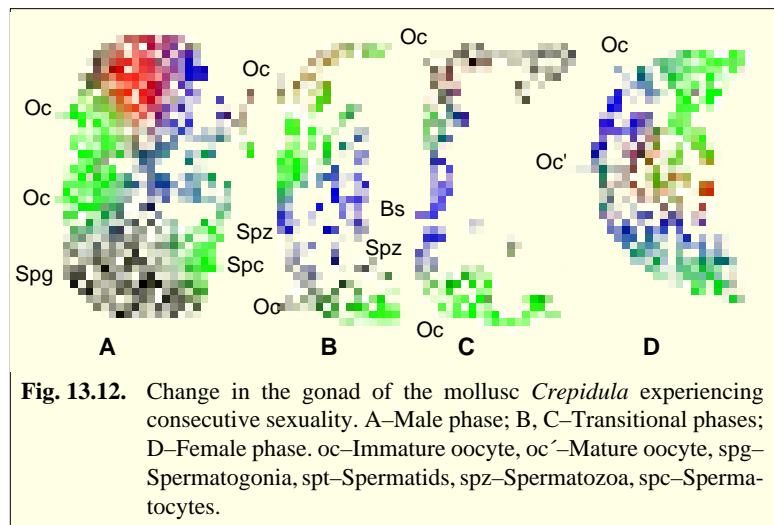 Oc
Oc
Oc
Oc
Oc'
Oc
Bs
Spz
Spz
Spg
Spc
Oc
Oc
A B C D
Fig. 13.12. Change in the gonad of the mollusc Crepidula experiencing
consecutive sexuality. A–Male phase; B, C–Transitional phases;
D–Female phase. oc–Immature oocyte, oc´–Mature oocyte, spg–
Spermatogonia, spt–Spermatids, spz–Spermatozoa, spc–Sperma-
tocytes.